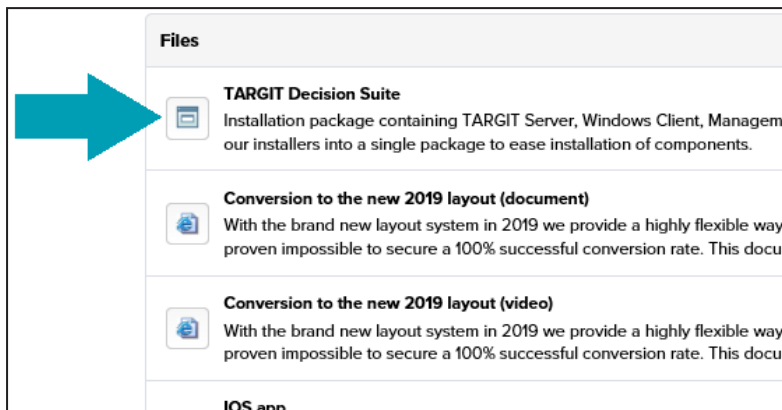 Files
TARGIT Decision Suite
Installation package containing TARGIT Server, Windows Client, Managem
our installers into a single package to ease installation of components.
Conversion to the new 2019 layout (document)
With the brand new layout system in 2019 we provide a highly flexible way
proven impossible to secure a 100% successful conversion rate. This docu
Conversion to the new 2019 layout (video)
With the brand new layout system in 2019 we provide a highly flexible way
proven impossible to secure a 100% successful conversion rate. This docu
IOS app